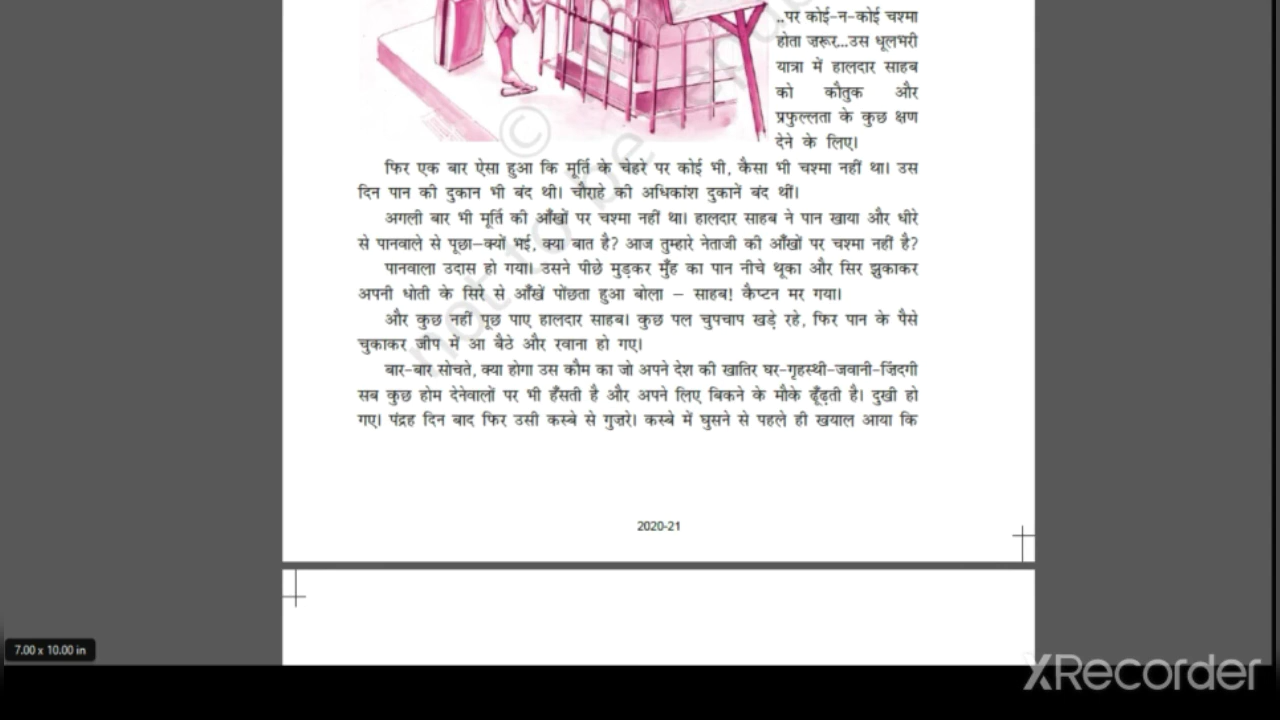 ..पर कोई-न-कोई चश्मा
होता ज़रूर...उस धूलभरी
यात्रा में हालदार साहब
को कौतुक और
प्रफुल्लता के कुछ क्षण
देने के लिए।
फिर एक बार ऐसा हुआ कि मूर्ति के चेहरे पर कोई भी, कैसा भी चश्मा नहीं था। उस
दिन पान की दुकान भी बंद थी। चौराहे की अधिकांश दुकानें बंद थीं।
अगली बार भी मूर्ति की आँखों पर चश्मा नहीं था। हालदार साहब ने पान खाया और धीरे
से पानवाले से पूछा–क्यों भई, क्या बात है? आज तुम्हारे नेताजी की आँखों पर चश्मा नहीं है?
पानवाला उदास हो गया। उसने पीछे मुड़कर मुँह का पान नीचे थूका और सिर झुकाकर
अपनी धोती के सिरे से आँखें पोंछता हुआ बोला – साहब! कैप्टन मर गया।
और कुछ नहीं पूछ पाए हालदार साहब। कुछ पल चुपचाप खड़े रहे, फिर पान के पैसे
चुकाकर जीप में आ बैठे और रवाना हो गए।
बार-बार सोचते, क्या होगा उस कौम का जो अपने देश की खातिर घर-गृहस्थी-जवानी-ज़िंदगी
सब कुछ होम देनेवालों पर भी हँसती है और अपने लिए बिकने के मौके ढूँढ़ती है। दुखी हो
गए। पंद्रह दिन बाद फिर उसी कस्बे से गुज़रे। कस्बे में घुसने से पहले ही खयाल आया कि
2020-21
7.00 x 10.00 in
XRecorder
©
not to be